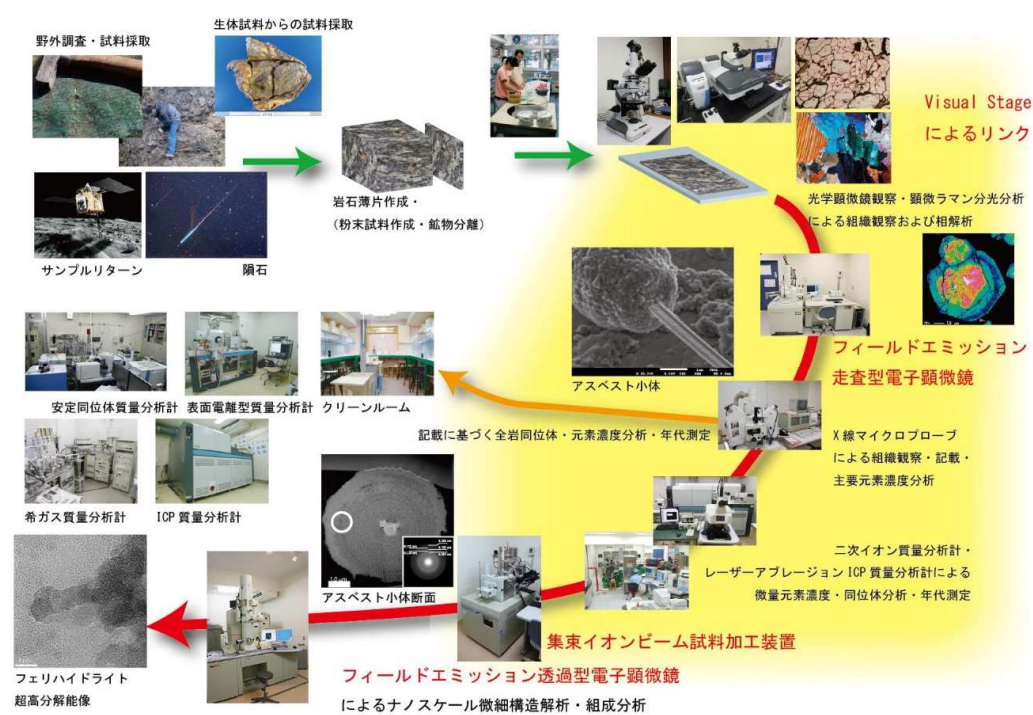 生体試料からの試料採取
野外調査・試料採取
サンプルリターン
隕石
岩石薄片作成・
（粉末試料作成・鉱物分離）
Visual Stage
によるリンク
光学顕微鏡観察・顕微ラマン分光分析
による組織観察および相解析
アスベスト小体
フィールドエミッション
走査型電子顕微鏡
安定同位体質量分析計
表面電離型質量分析計
クリーンルーム
記載に基づく全岩同位体・元素濃度分析・年代測定
X 線マイクロプローブ
による組織観察・記載・
主要元素濃度分析
希ガス質量分析計
ICP 質量分析計
二次イオン質量分析計・
レーザーアブレージョン ICP 質量分析計による
微量元素濃度・同位体分析・年代測定
アスベスト小体断面
集束イオンビーム試料加工装置
フィールドエミッション透過型電子顕微鏡
によるナノスケール微細構造解析・組成分析
フェリハイドライト
超高分解能像